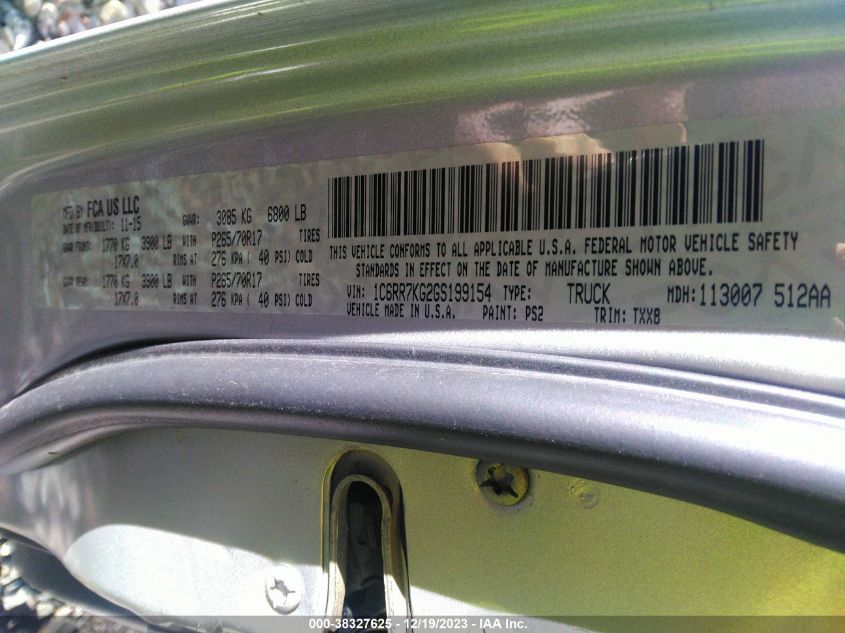 MFD BY FCA US LLC
DATE OF MFR(BUILT): 11-15 GVWR: 3085 KG 6800 LB
GAWR FRONT: 1770 KG 3900 LB WITH P265/70R17 TIRES
17X7.0 RIMS AT 276 KPA ( 40 PSI) COLD
GAWR REAR: 1770 KG 3900 LB WITH P265/70R17 TIRES
17X7.0 RIMS AT 276 KPA ( 40 PSI) COLD
THIS VEHICLE CONFORMS TO ALL APPLICABLE U.S.A. FEDERAL MOTOR VEHICLE SAFETY
STANDARDS IN EFFECT ON THE DATE OF MANUFACTURE SHOWN ABOVE.
VIN: 1C6RR7KG2GS199154 TYPE: TRUCK MDH: 113007 512AA
VEHICLE MADE IN U.S.A. PAINT: PS2 TRIM: TXX8
000-38327625 - 12/19/2023 - IAA Inc.